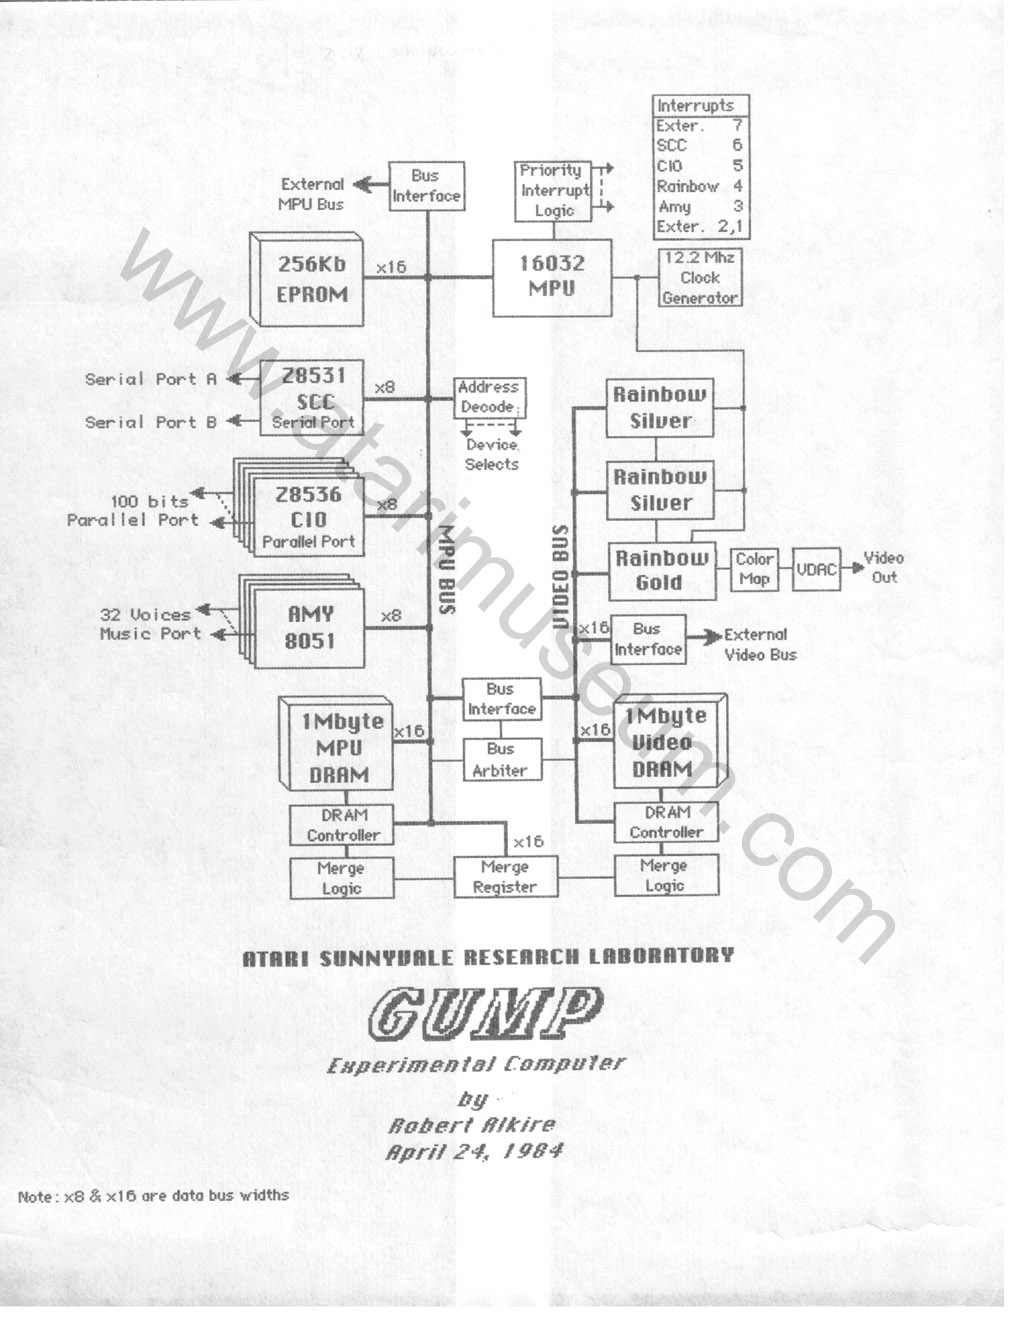 Interrupts
Exter. 7
SCC 6
CIO 5
Rainbow 4
Amy 3
Exter. 2,1
External
MPU Bus
Bus
Interface
Priority
Interrupt
Logic
256Kb
EPROM
x16
16032
MPU
12.2 Mhz
Clock
Generator
Serial Port A
Serial Port B
Z8531
SCC
Serial Port
x8
Address
Decode
Device
Selects
Rainbow
Silver
Rainbow
Silver
100 bits
Parallel Port
Z8536
CIO
Parallel Port
x8
MPU BUS
VIDEO BUS
Rainbow
Gold
Color
Map
VDAC
Video
Out
32 Voices
Music Port
AMY
8051
x8
x16
Bus
Interface
External
Video Bus
1Mbyte
MPU
DRAM
x16
Bus
Interface
Bus
Arbiter
x16
1Mbyte
Video
DRAM
DRAM
Controller
DRAM
Controller
x16
Merge
Logic
Merge
Register
Merge
Logic
ATARI SUNNYVALE RESEARCH LABORATORY
GUMP
Experimental Computer
by
Robert Alkire
April 24, 1984
Note: x8 & x16 are data bus widths
www.atarimuseum.com